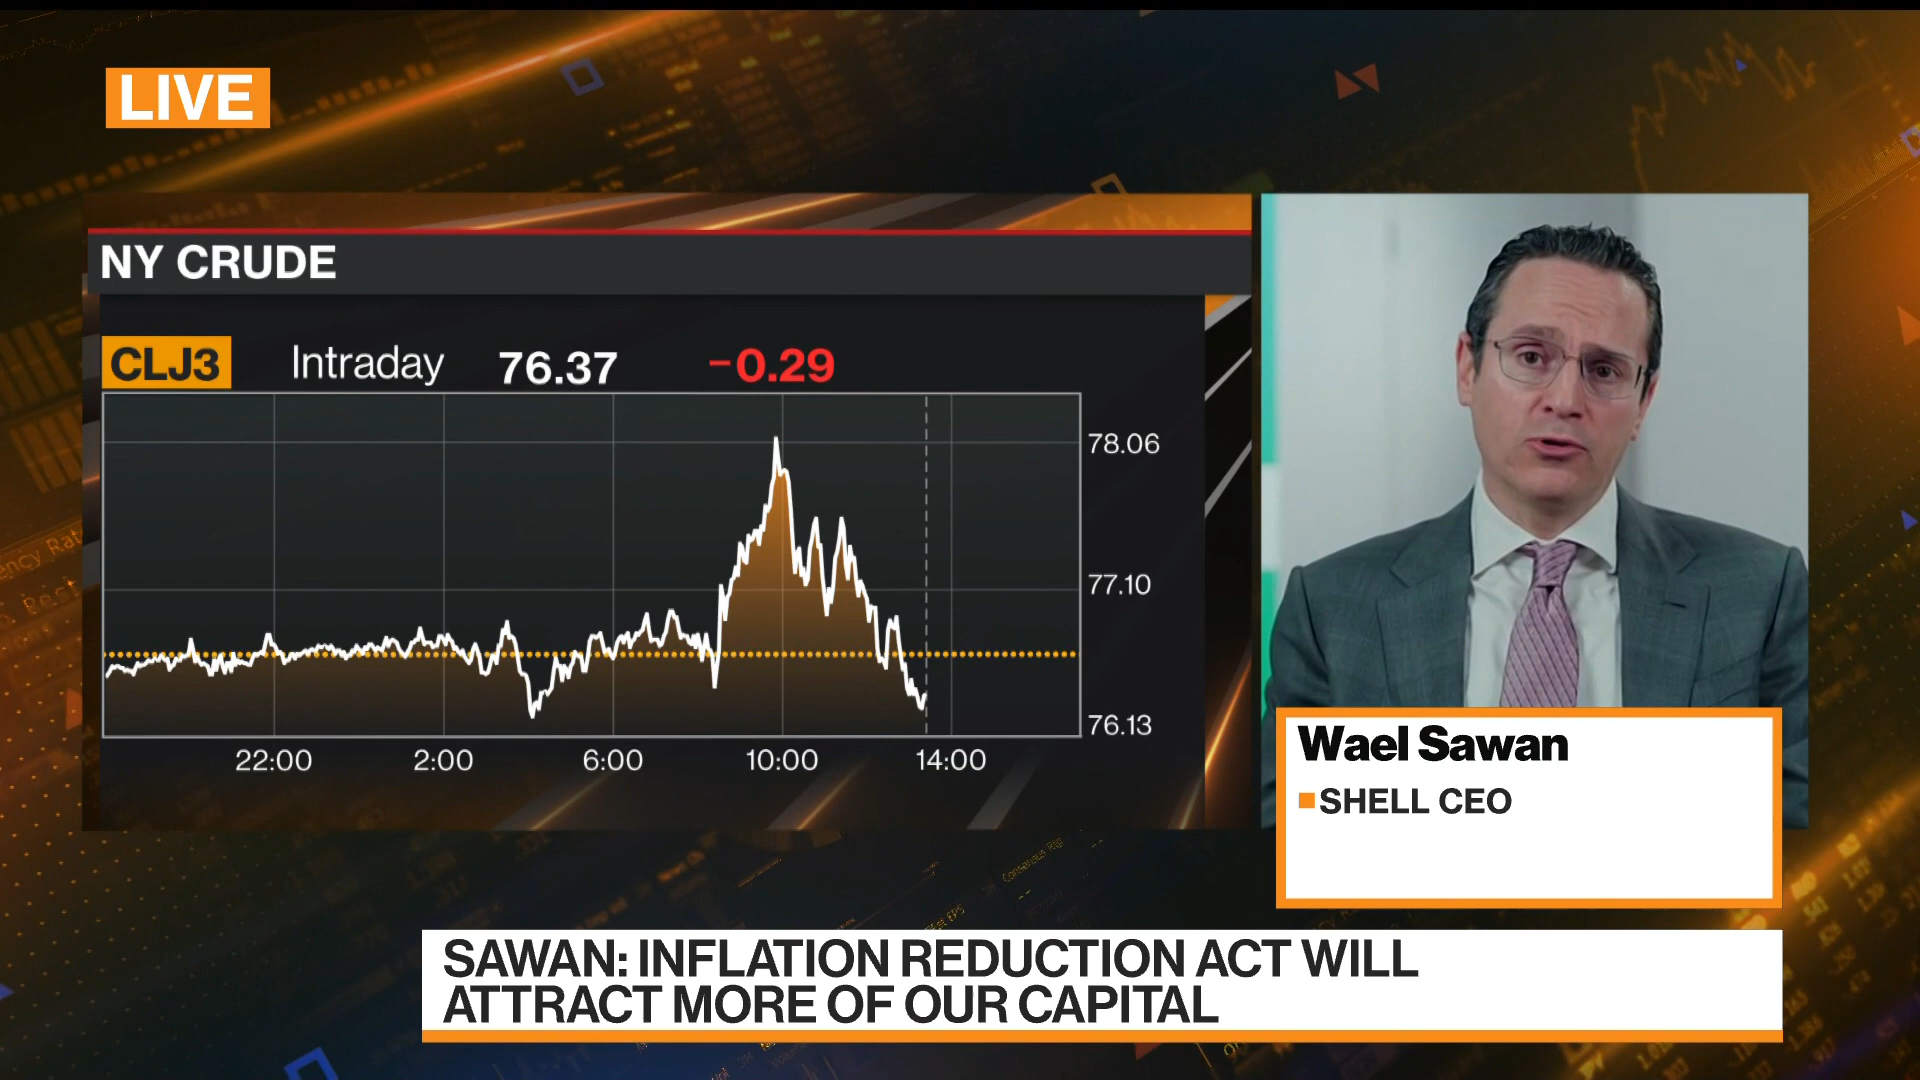 LIVE
NY CRUDE
CLJ3 Intraday 76.37 -0.29
78.06
77.10
76.13
22:00 2:00 6:00 10:00 14:00
Wael Sawan
SHELL CEO
SAWAN: INFLATION REDUCTION ACT WILL
ATTRACT MORE OF OUR CAPITAL